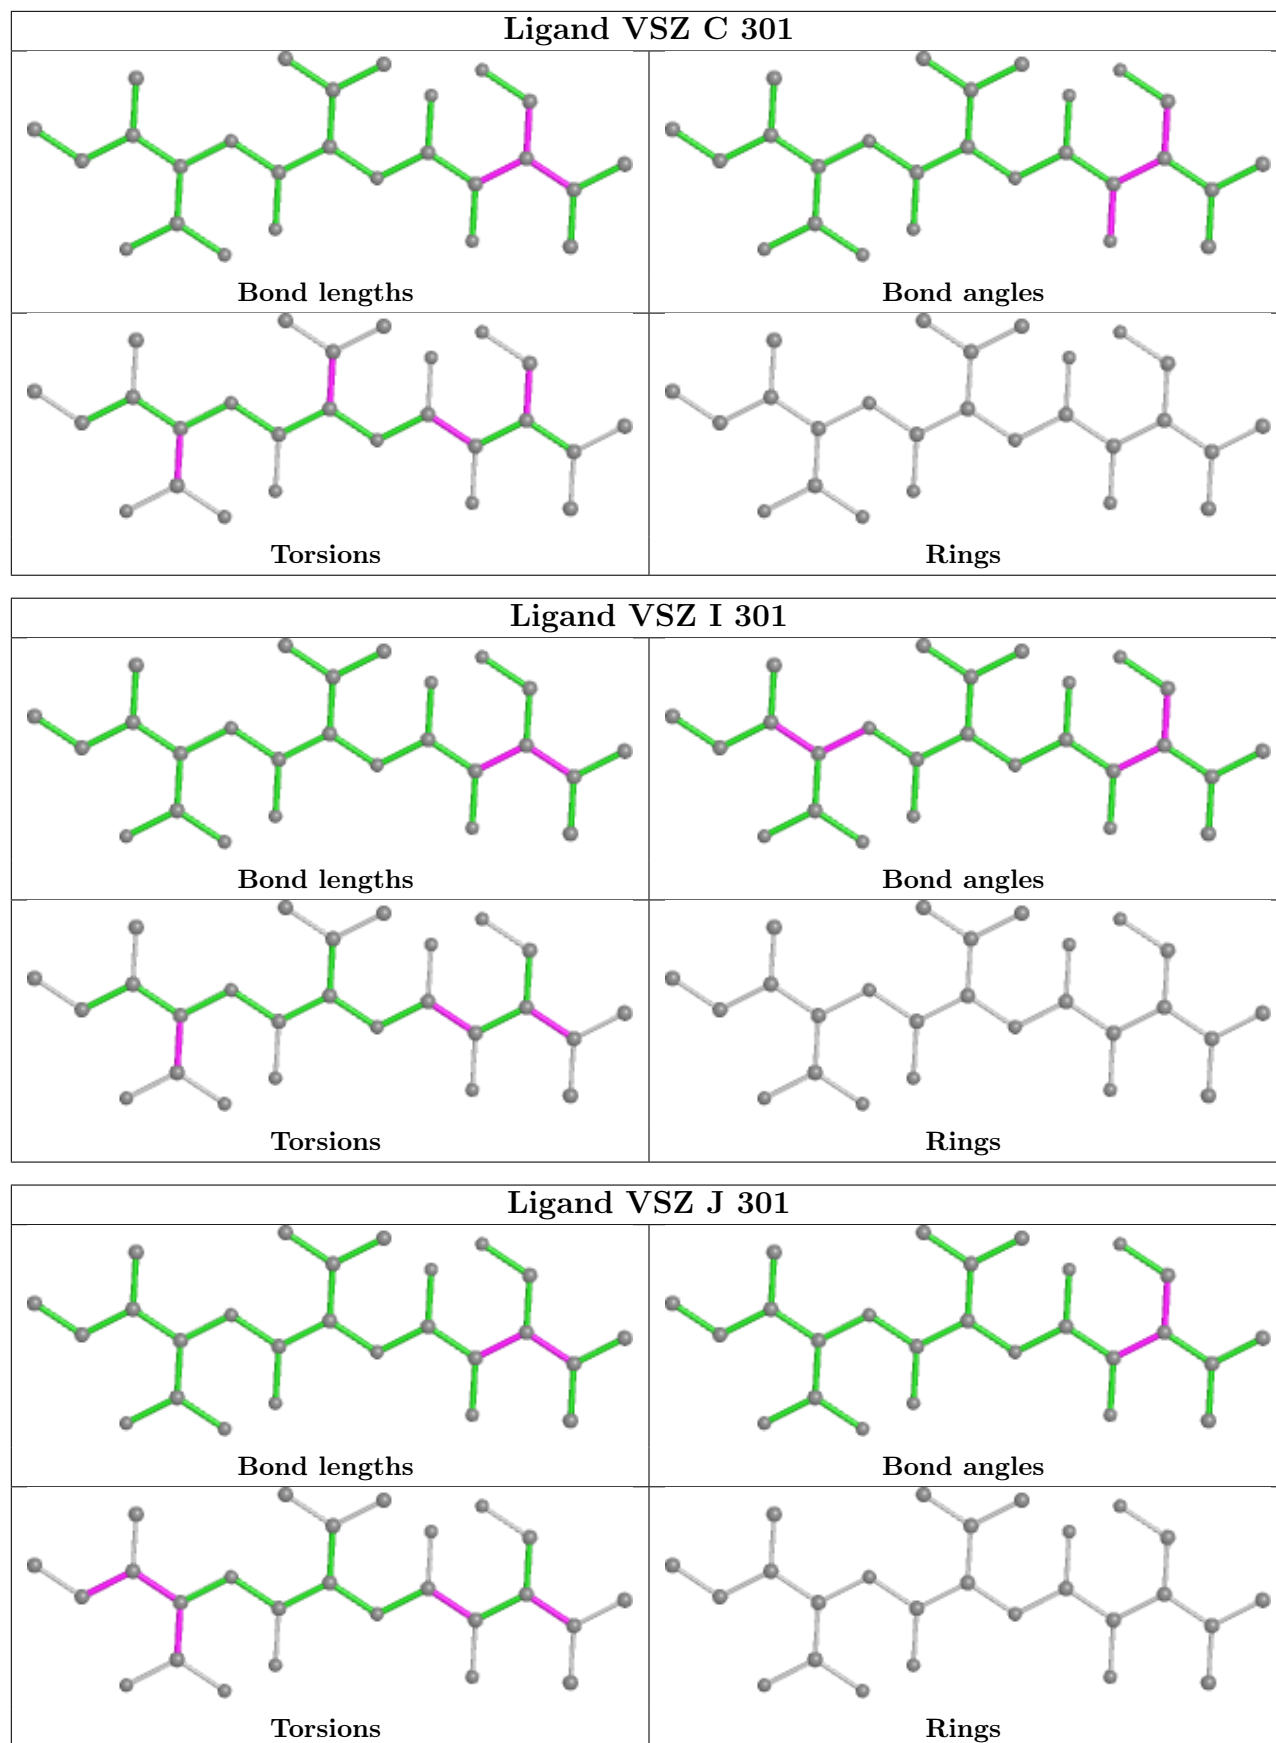 Ligand VSZ C 301
Bond lengths
Bond angles
Torsions
Rings
Ligand VSZ I 301
Bond lengths
Bond angles
Torsions
Rings
Ligand VSZ J 301
Bond lengths
Bond angles
Torsions
Rings